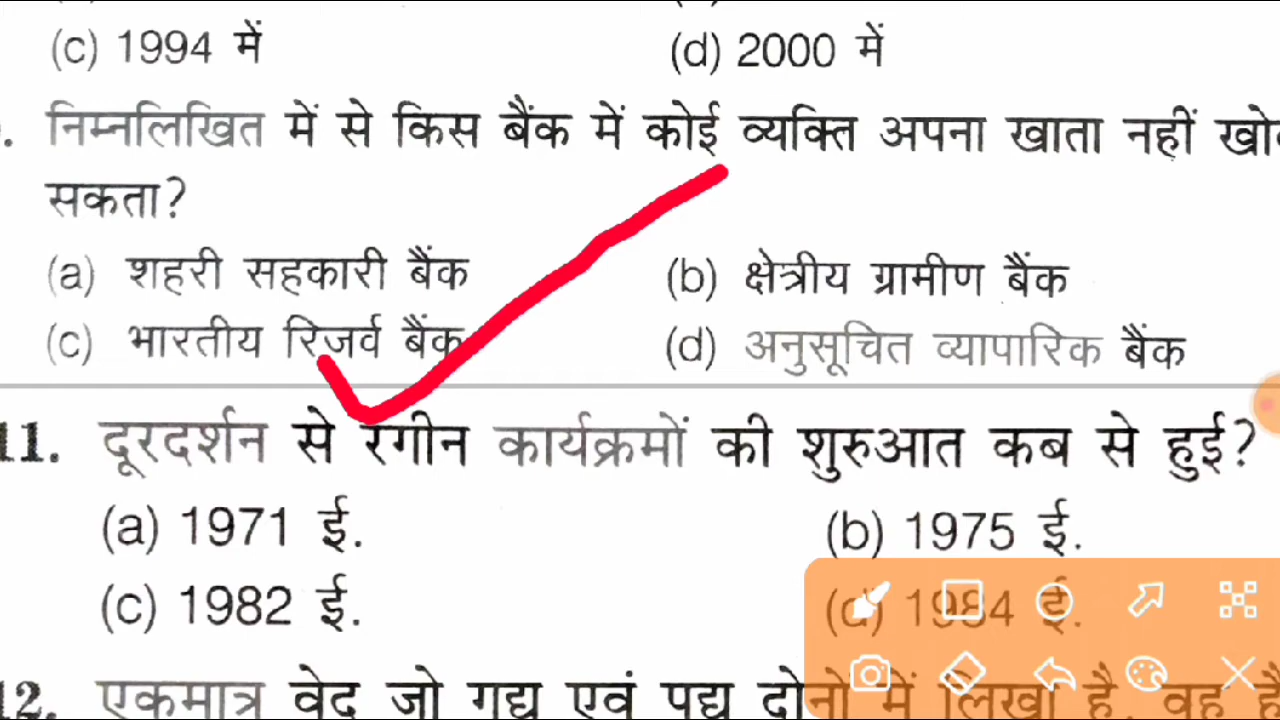 (c) 1994 में (d) 2000 में
. निम्नलिखित में से किस बैंक में कोई व्यक्ति अपना खाता नहीं
सकता?
(a) शहरी सहकारी बैंक (b) क्षेत्रीय ग्रामीण बैंक
(c) भारतीय रिजर्व बैंक (d) अनुसूचित व्यापारिक बैंक
11. दूरदर्शन से रंगीन कार्यक्रमों की शुरुआत कब से हुई?
(a) 1971 ई. (b) 1975 ई.
(c) 1982 ई. (d) 1984 ई.
12. एकमात्र वेद जो गद्य एवं पद्य दोनों में लिखा है, वह है